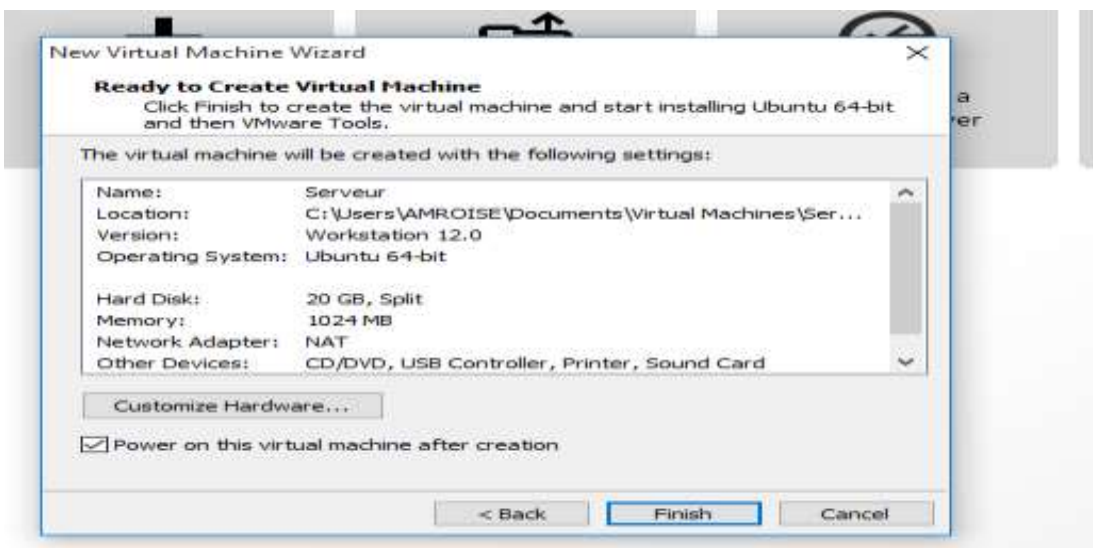 New Virtual Machine Wizard
Ready to Create Virtual Machine
Click Finish to create the virtual machine and start installing Ubuntu 64-bit
and then VMware Tools.
a
er
The virtual machine will be created with the following settings:
Name: Serveur
Location: C:\Users\AMROISE\Documents\Virtual Machines\Ser...
Version: Workstation 12.0
Operating System: Ubuntu 64-bit
Hard Disk: 20 GB, Split
Memory: 1024 MB
Network Adapter: NAT
Other Devices: CD/DVD, USB Controller, Printer, Sound Card
Customize Hardware...
Power on this virtual machine after creation
< Back Finish Cancel